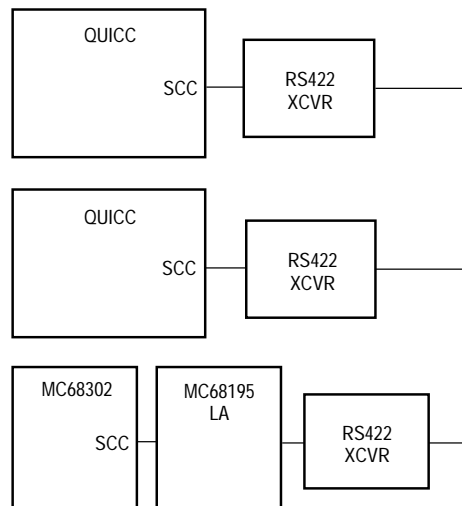 QUICC
SCC
RS422
XCVR
QUICC
SCC
RS422
XCVR
MC68302
SCC
MC68195
LA
RS422
XCVR